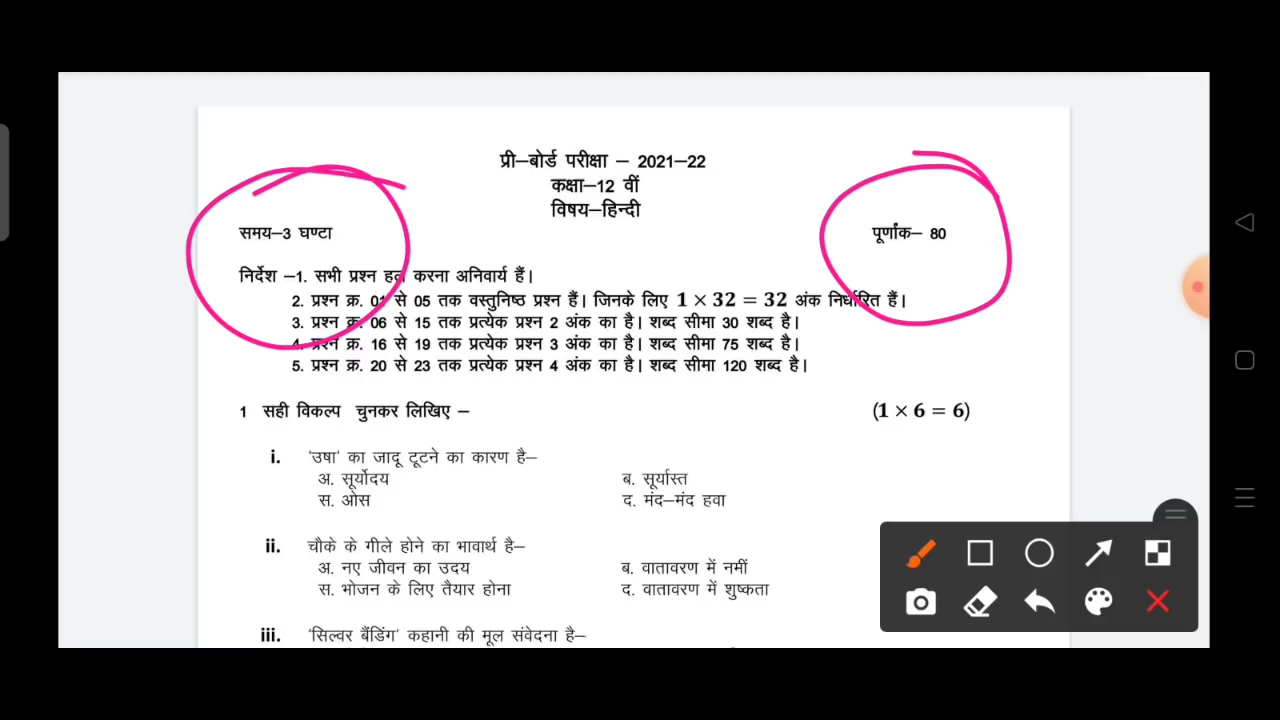 प्री–बोर्ड परीक्षा – 2021–22
कक्षा–12 वीं
विषय–हिन्दी
समय–3 घण्टा पूर्णांक– 80
निर्देश –1. सभी प्रश्न हल करना अनिवार्य हैं।
2. प्रश्न क्र. 01 से 05 तक वस्तुनिष्ठ प्रश्न हैं। जिनके लिए 1 × 32 = 32 अंक निर्धारित हैं।
3. प्रश्न क्र. 06 से 15 तक प्रत्येक प्रश्न 2 अंक का है। शब्द सीमा 30 शब्द है।
4. प्रश्न क्र. 16 से 19 तक प्रत्येक प्रश्न 3 अंक का है। शब्द सीमा 75 शब्द है।
5. प्रश्न क्र. 20 से 23 तक प्रत्येक प्रश्न 4 अंक का है। शब्द सीमा 120 शब्द है।
1 सही विकल्प चुनकर लिखिए – (1 × 6 = 6)
i. 'उषा' का जादू टूटने का कारण है–
अ. सूर्योदय ब. सूर्यास्त
स. ओस द. मंद–मंद हवा
ii. चौके के गीले होने का भावार्थ है–
अ. नए जीवन का उदय ब. वातावरण में नमीं
स. भोजन के लिए तैयार होना द. वातावरण में शुष्कता
iii. 'सिल्वर बैंडिंग' कहानी की मूल संवेदना है–